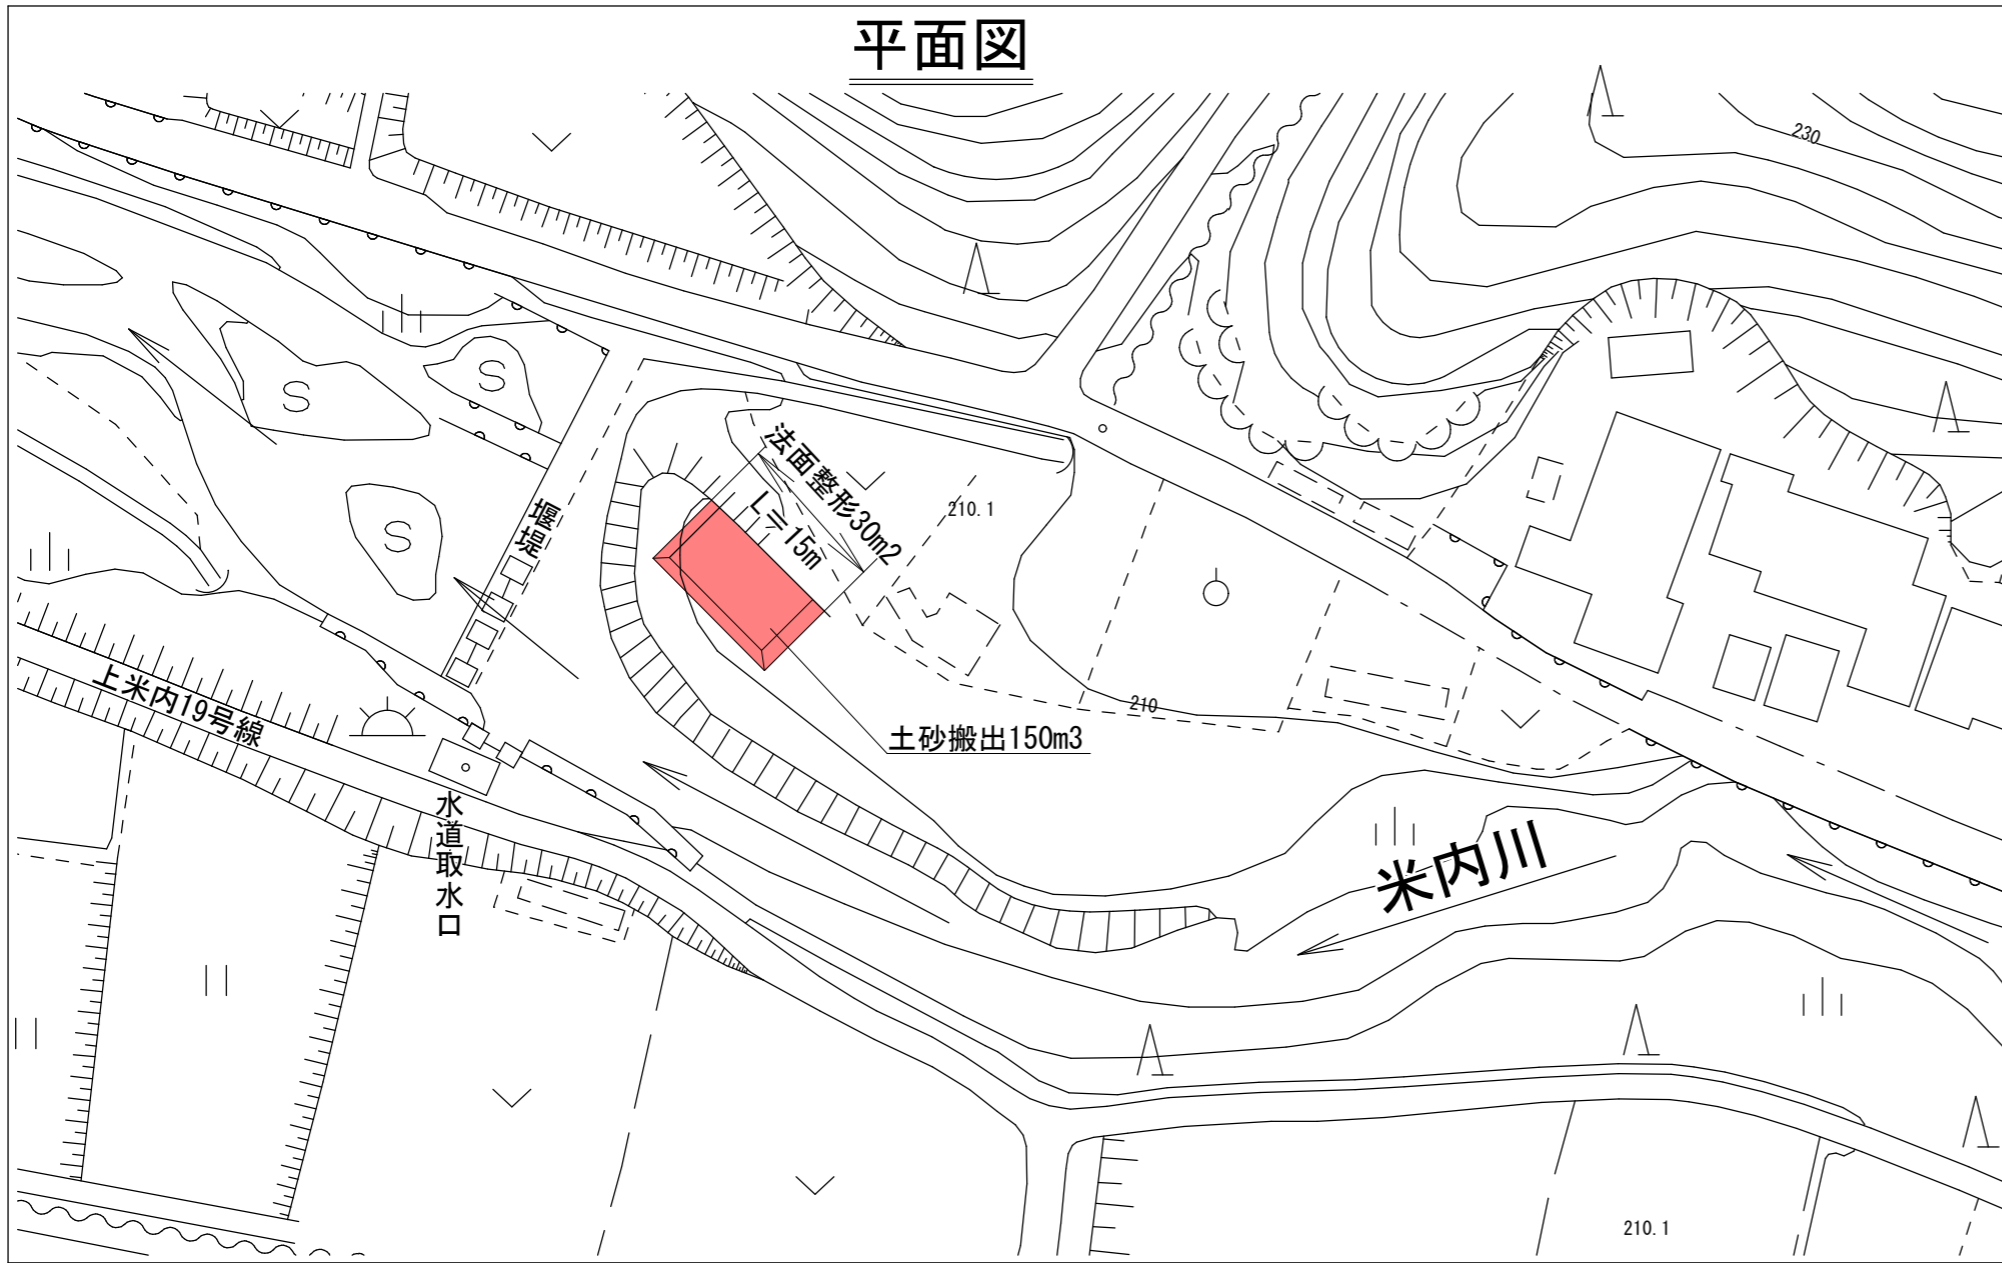 平面図
230
法面整形30m2
L=15m
210.1
堰堤
210
上米内19号線
土砂搬出150m3
水道取水口
米内川
210.1